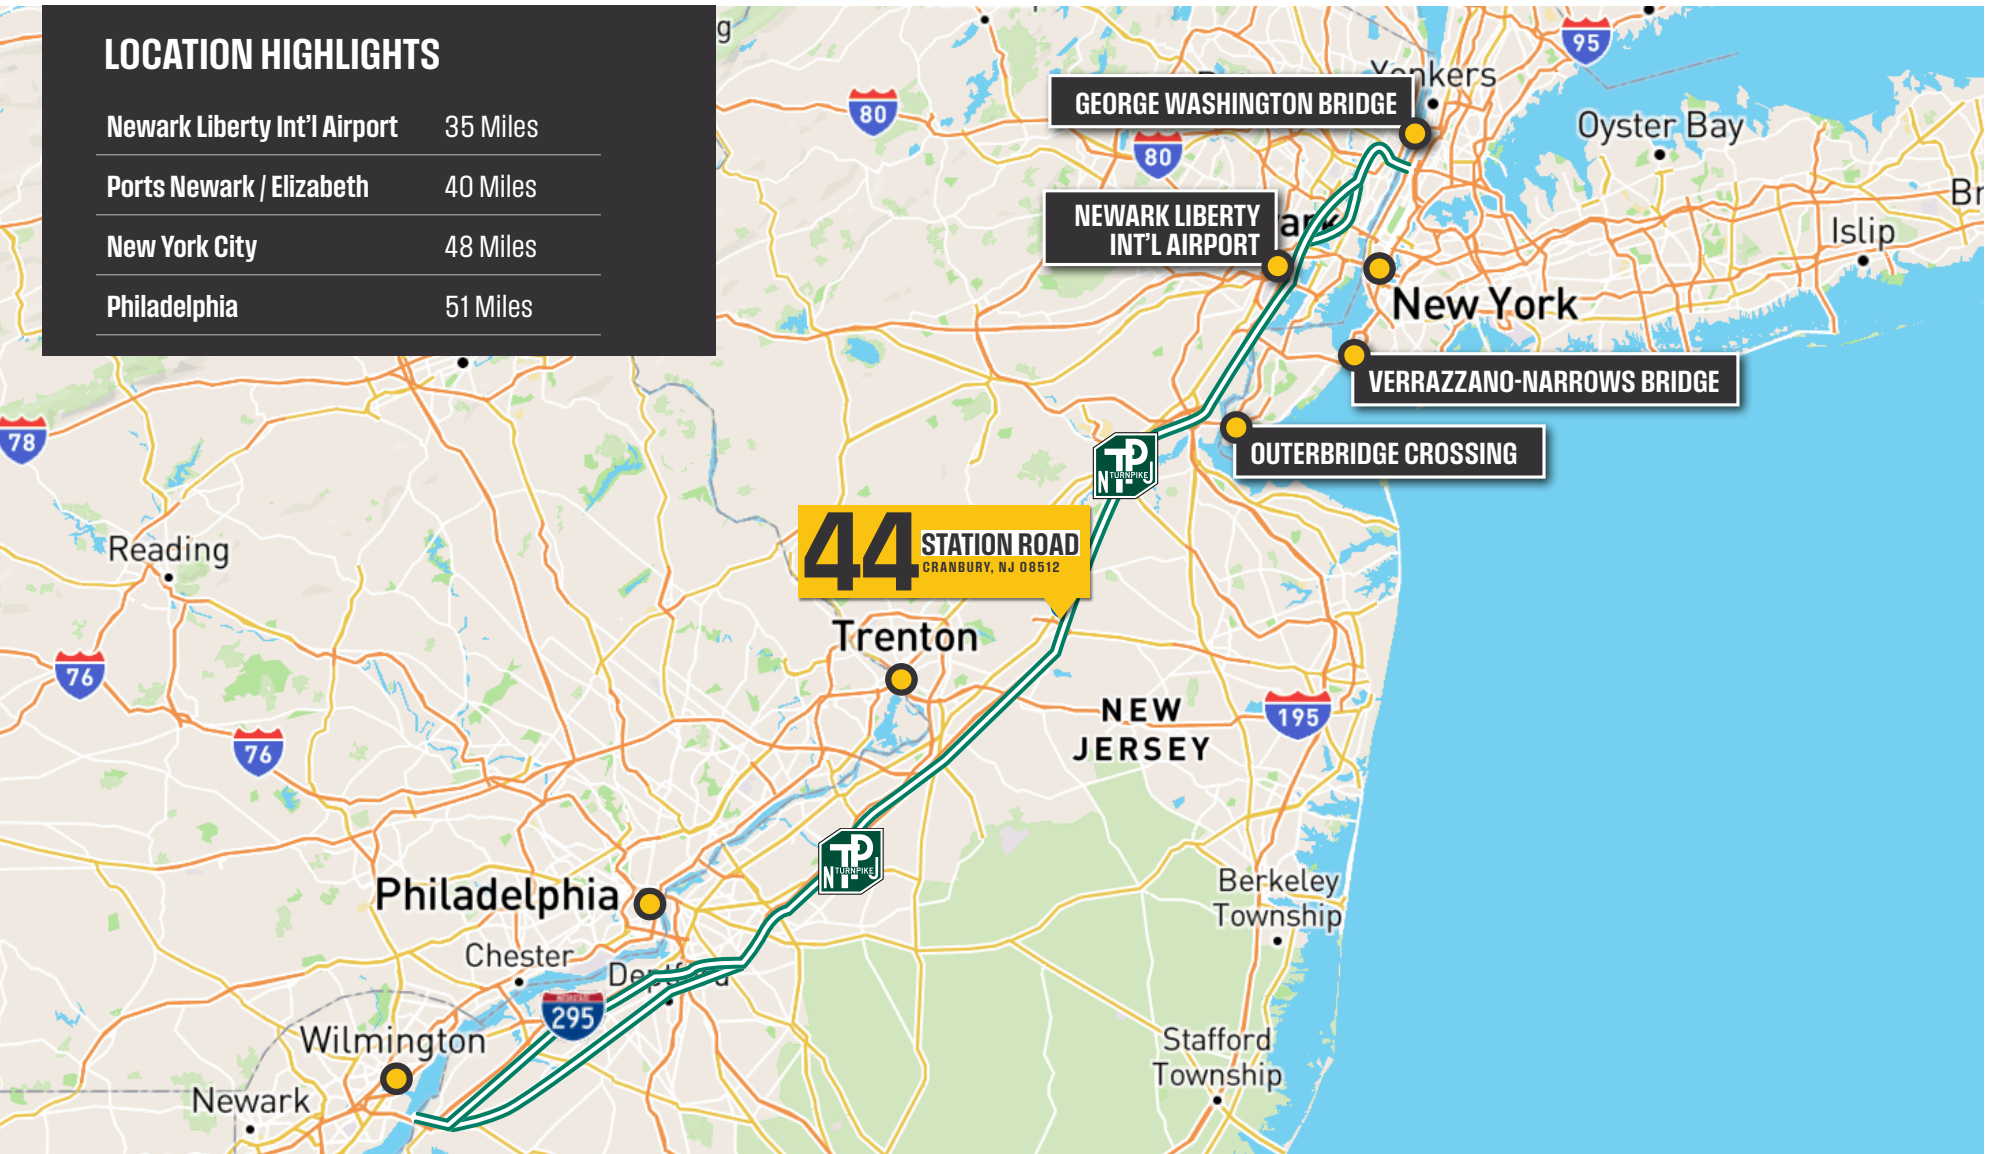 LOCATION HIGHLIGHTS
Newark Liberty Int'l Airport 35 Miles
Ports Newark / Elizabeth 40 Miles
New York City 48 Miles
Philadelphia 51 Miles
95
Yonkers
80
GEORGE WASHINGTON BRIDGE
Oyster Bay
80
NEWARK LIBERTY
INT'L AIRPORT
Islip
New York
VERRAZZANO-NARROWS BRIDGE
78
OUTERBRIDGE CROSSING
NTPJ
TURNPIKE
44
STATION ROAD
CRANBURY, NJ 08512
Reading
Trenton
76
NEW
JERSEY
195
76
NTPJ
TURNPIKE
Philadelphia
Berkeley
Township
Chester
Deptford
295
Wilmington
Stafford
Township
Newark